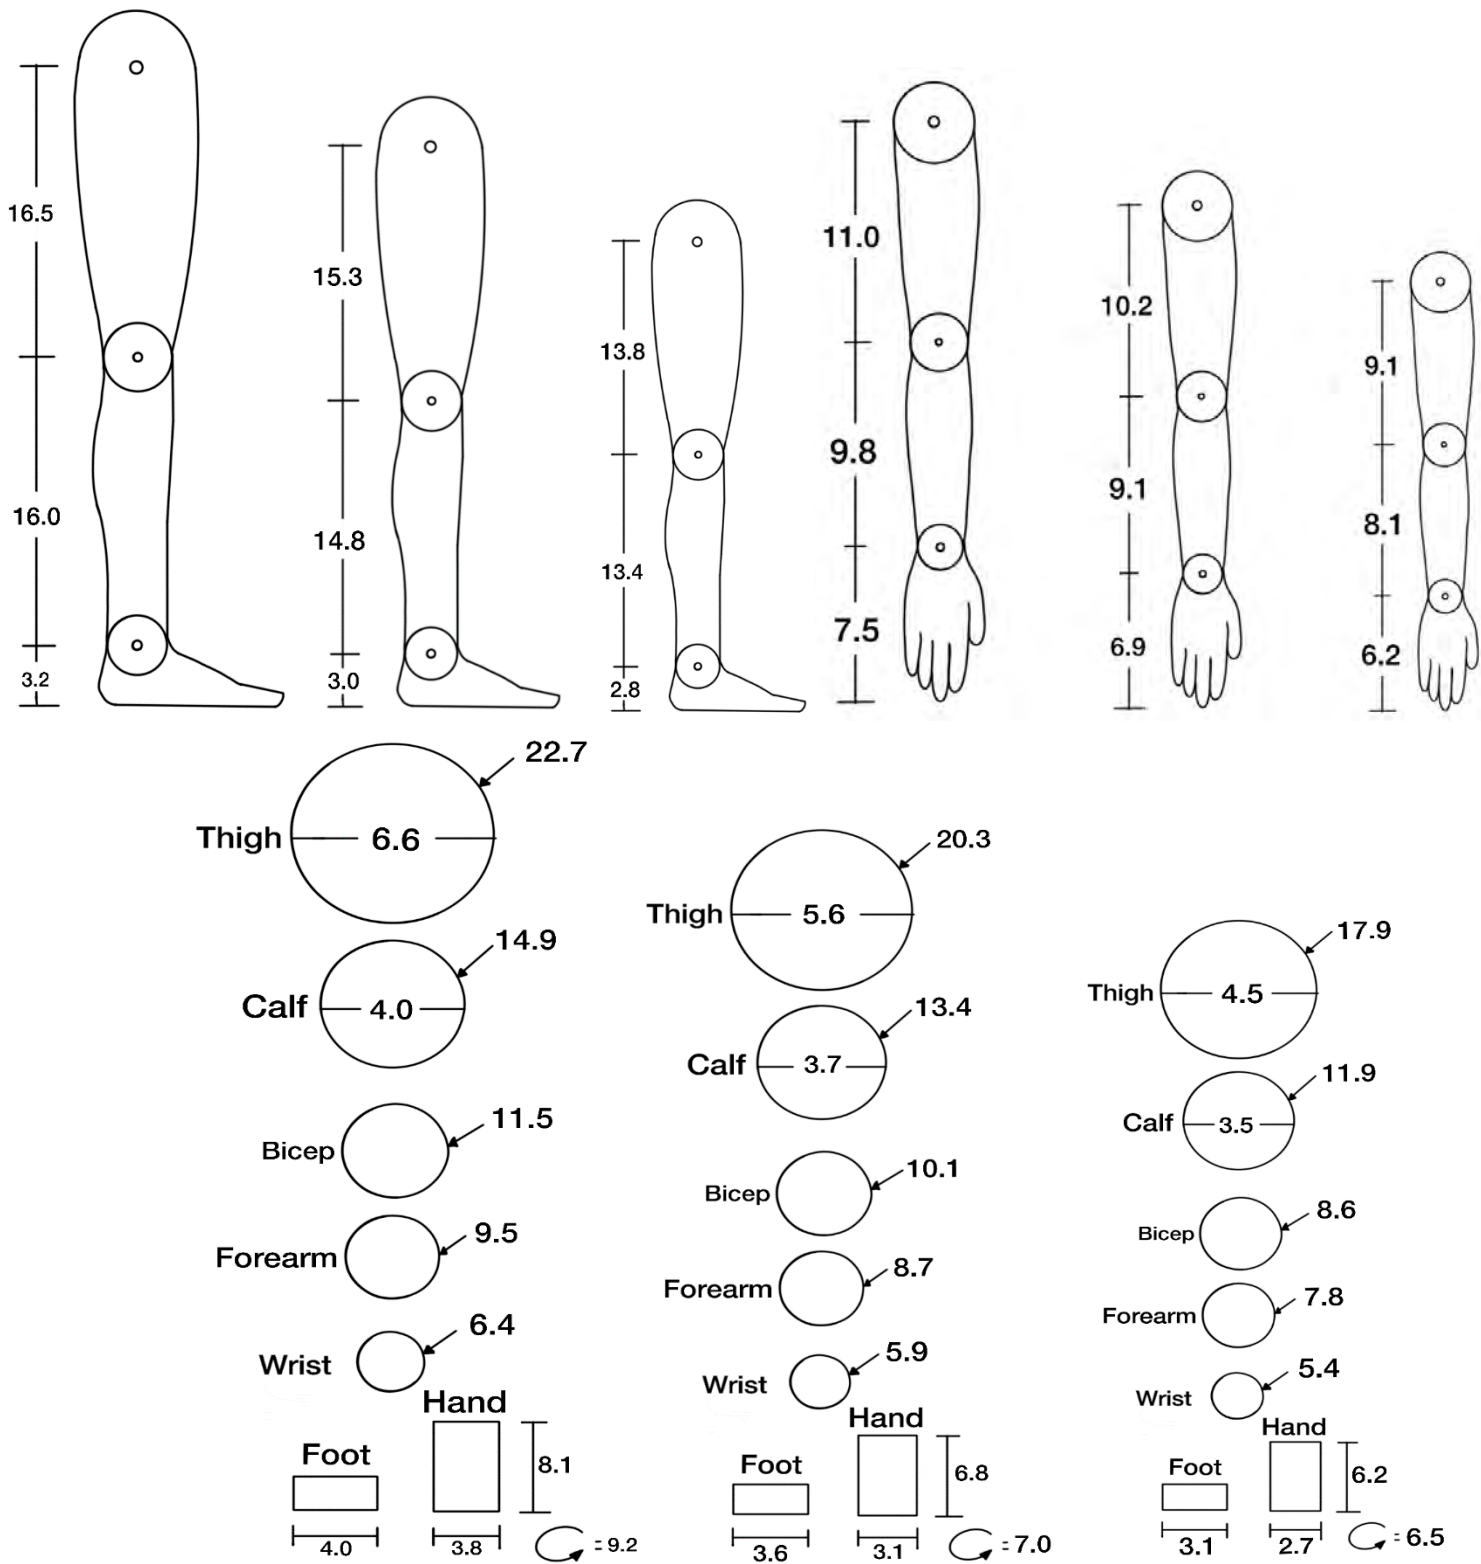 16.5
16.0
3.2
15.3
14.8
3.0
13.8
13.4
2.8
11.0
9.8
7.5
10.2
9.1
6.9
9.1
8.1
6.2
22.7
Thigh 6.6
14.9
Calf 4.0
11.5
Bicep
9.5
Forearm
6.4
Wrist
Hand
Foot
8.1
4.0
3.8
=9.2
20.3
Thigh 5.6
13.4
Calf 3.7
10.1
Bicep
8.7
Forearm
5.9
Wrist
Hand
Foot
6.8
3.6
3.1
=7.0
17.9
Thigh 4.5
11.9
Calf 3.5
8.6
Bicep
7.8
Forearm
5.4
Wrist
Hand
Foot
6.2
3.1
2.7
=6.5